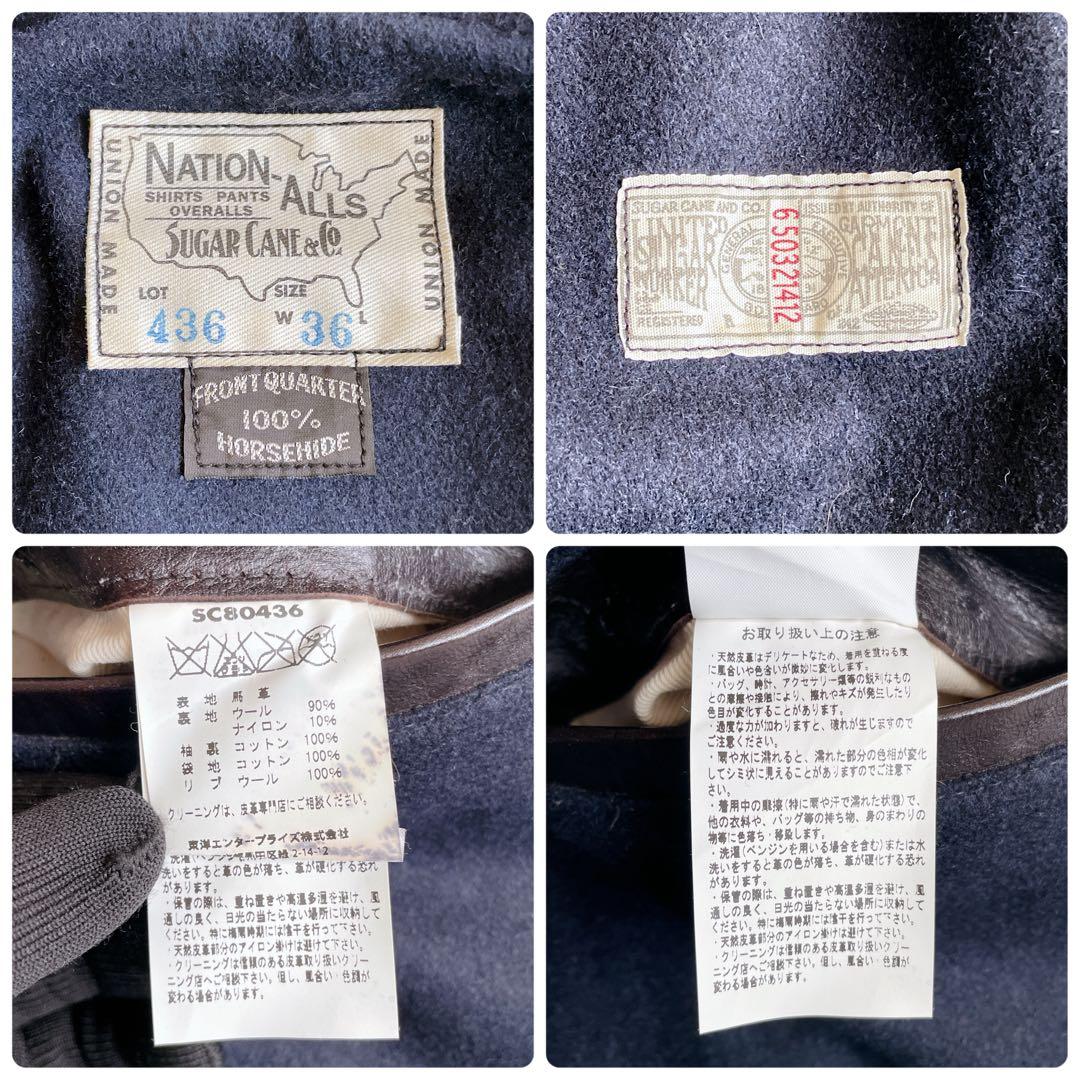 UNION MADE
NATION-ALLS
SHIRTS PANTS
OVERALLS
SUGAR CANE & Co.
UNION MADE
LOT SIZE
436 W 36 L
FRONT QUARTER
100%
HORSEHIDE
SUGAR CANE AND CO ISSUED BY AUTHORITY OF
GENERAL EXECUTIVE
AMERICA
REGISTERED
650321412
SC80436
表地 馬革
裏地 ウール 90%
ナイロン 10%
袖裏 コットン 100%
袋地 コットン 100%
リブ ウール 100%
クリーニングは、皮革専門店にご相談ください。
東洋エンタープライズ株式会社
2-14-12
洗いをすると革の色が落ち、革が硬化する恐れ
があります。
・保管の際は、重ね置きや高温多湿を避け、風
通しの良く、日光の当たらない場所に収納して
ください。特に梅雨時期には陰干を行って下さい。
・天然皮革部分のアイロン掛けは避けて下さい。
・クリーニングは信頼のある皮革取り扱いクリー
ニング店へご相談下さい。但し、風合い・色調が
変わる場合があります。
お取り扱い上の注意
・天然皮革はデリケートなため、着用を重ねる度
に風合いや色合いが微妙に変化します。
・バッグ、時計、アクセサリー類等の鋭利なもの
との摩擦や接触により、擦れやキズが発生したり
色目が変化することがあります。
・過度な力が加わりますと、破れが生じますので
ご注意ください。
・雨や水に濡れると、濡れた部分の色相が変化
してシミ状に見えることがありますのでご注意下
さい。
・着用中の摩擦(特に雨や汗で濡れた状態)で、
他の衣料や、バッグ等の持ち物、身のまわりの
物等に色落ち・移染します。
・洗濯(ベンジンを用いる場合を含む)または水
洗いをすると革の色が落ち、革が硬化する恐れ
があります。
・保管の際は、重ね置きや高温多湿を避け、風
通しの良く、日光の当たらない場所に収納して
ください。特に梅雨時期には陰干を行って下さい。
・天然皮革部分のアイロン掛けは避けて下さい。
・クリーニングは信頼のある皮革取り扱いクリー
ニング店へご相談下さい。但し、風合い・色調が
変わる場合があります。